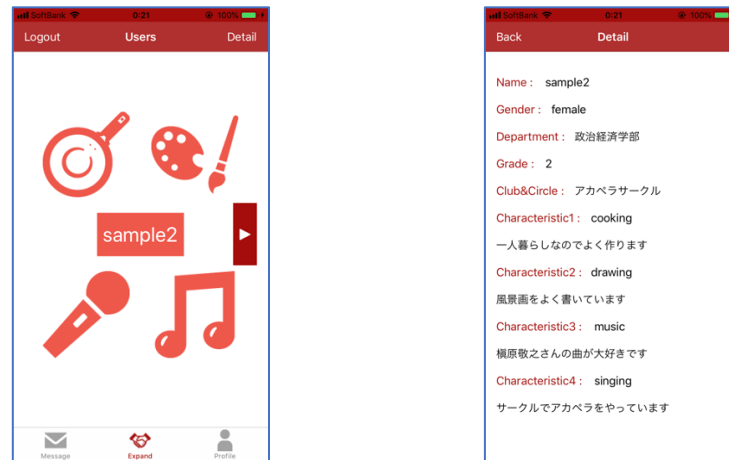 SoftBank 0:21 100%
Logout Users Detail
sample2
Message Expand Profile
SoftBank 0:21 100%
Back Detail
Name : sample2
Gender : female
Department : 政治経済学部
Grade : 2
Club&Circle : アカペラサークル
Characteristic1 : cooking
一人暮らしなのでよく作ります
Characteristic2 : drawing
風景画をよく書いています
Characteristic3 : music
槇原敬之さんの曲が大好きです
Characteristic4 : singing
サークルでアカペラをやっています